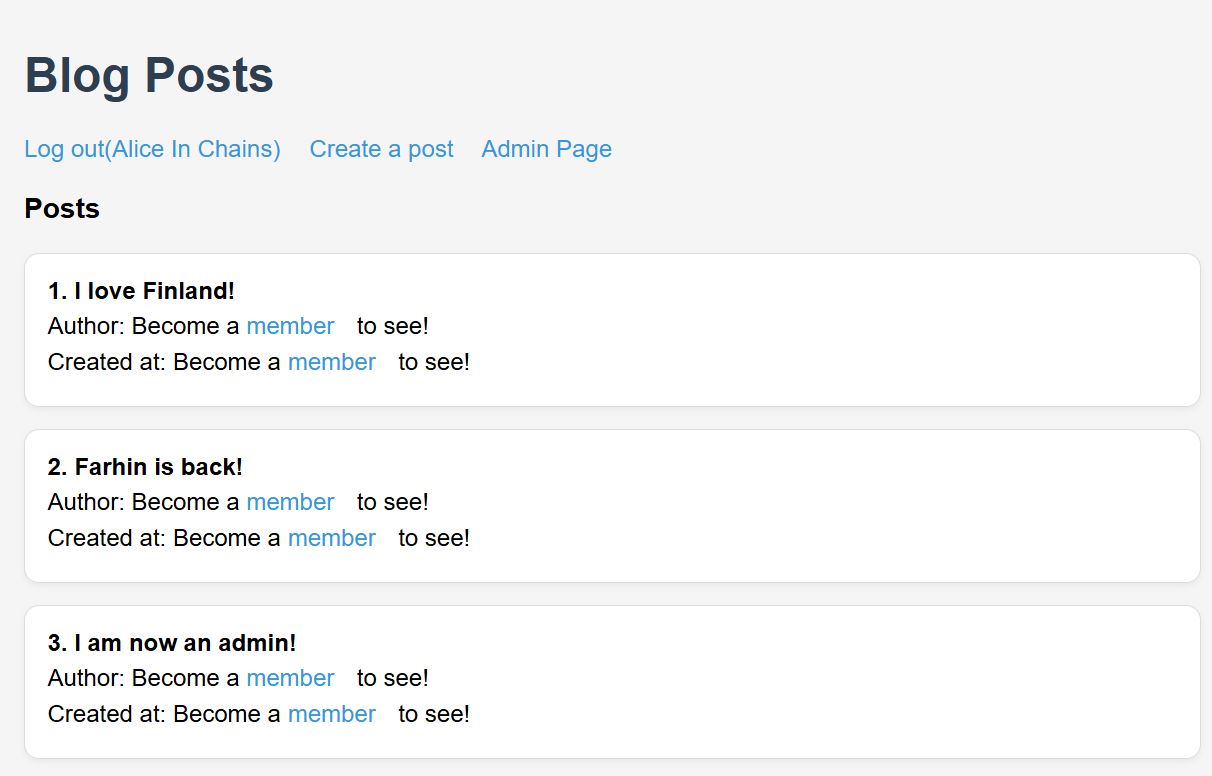 Blog Posts
Log out(Alice In Chains) Create a post Admin Page
Posts
1. I love Finland!
Author: Become a member to see!
Created at: Become a member to see!
2. Farhin is back!
Author: Become a member to see!
Created at: Become a member to see!
3. I am now an admin!
Author: Become a member to see!
Created at: Become a member to see!